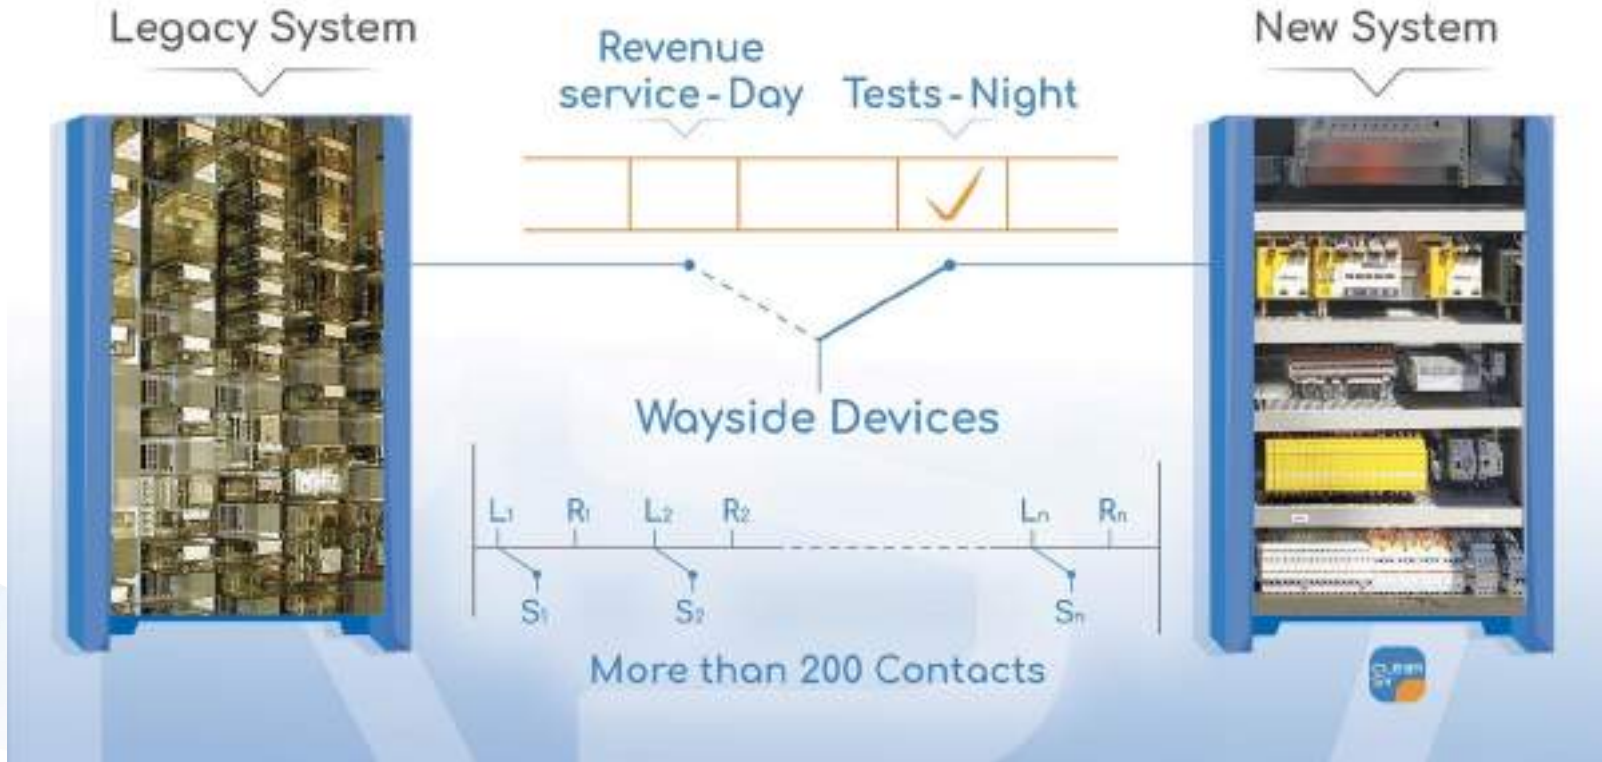 Legacy System
Revenue
service-Day
Tests-Night
New System
Wayside Devices
L1 R1 L2 R2 Ln Rn
S1 S2 Sn
More than 200 Contacts